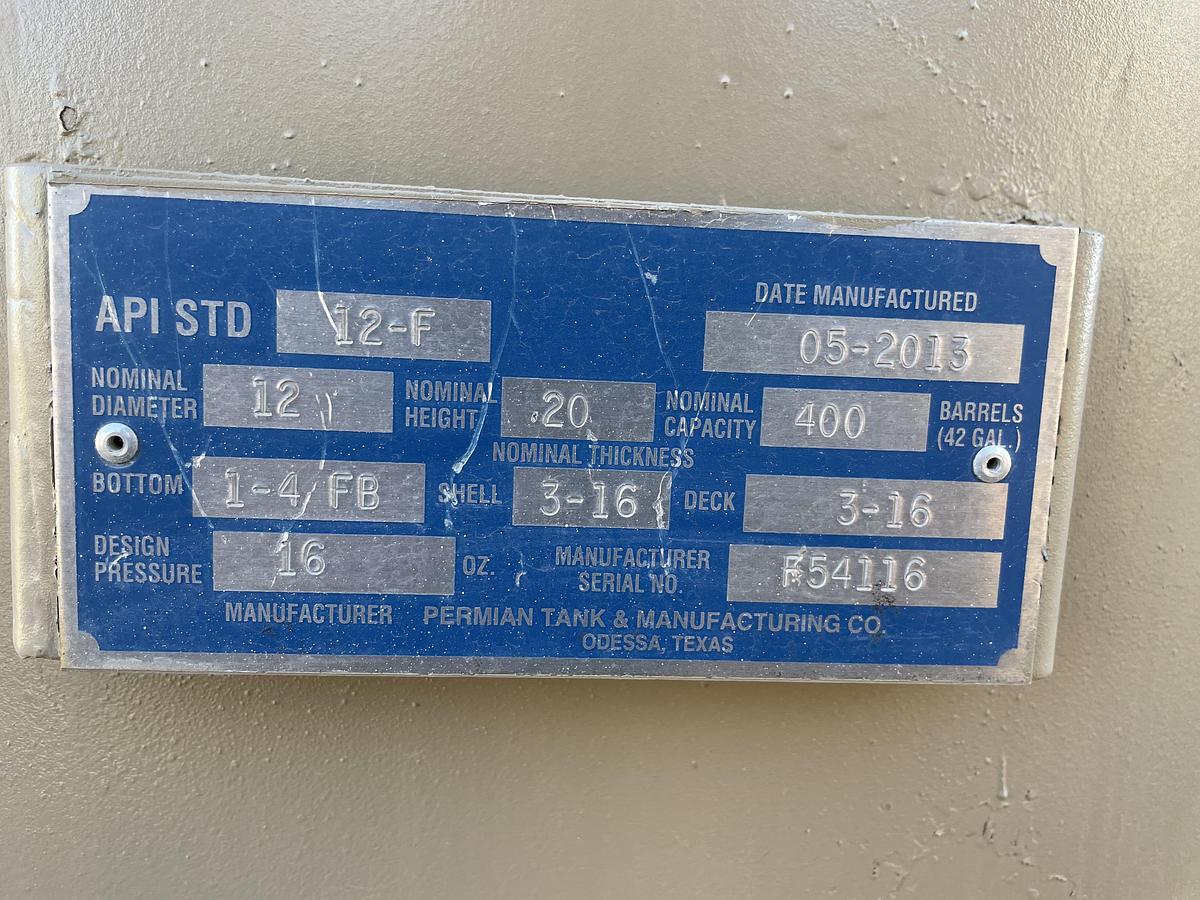 API STD 12-F
DATE MANUFACTURED
05-2013
NOMINAL DIAMETER 12 NOMINAL HEIGHT 20 NOMINAL CAPACITY 400 BARRELS (42 GAL.)
NOMINAL THICKNESS
BOTTOM 1-4 FB SHELL 3-16 DECK 3-16
DESIGN PRESSURE 16 OZ. MANUFACTURER SERIAL NO. F54116
MANUFACTURER PERMIAN TANK & MANUFACTURING CO.
ODESSA, TEXAS